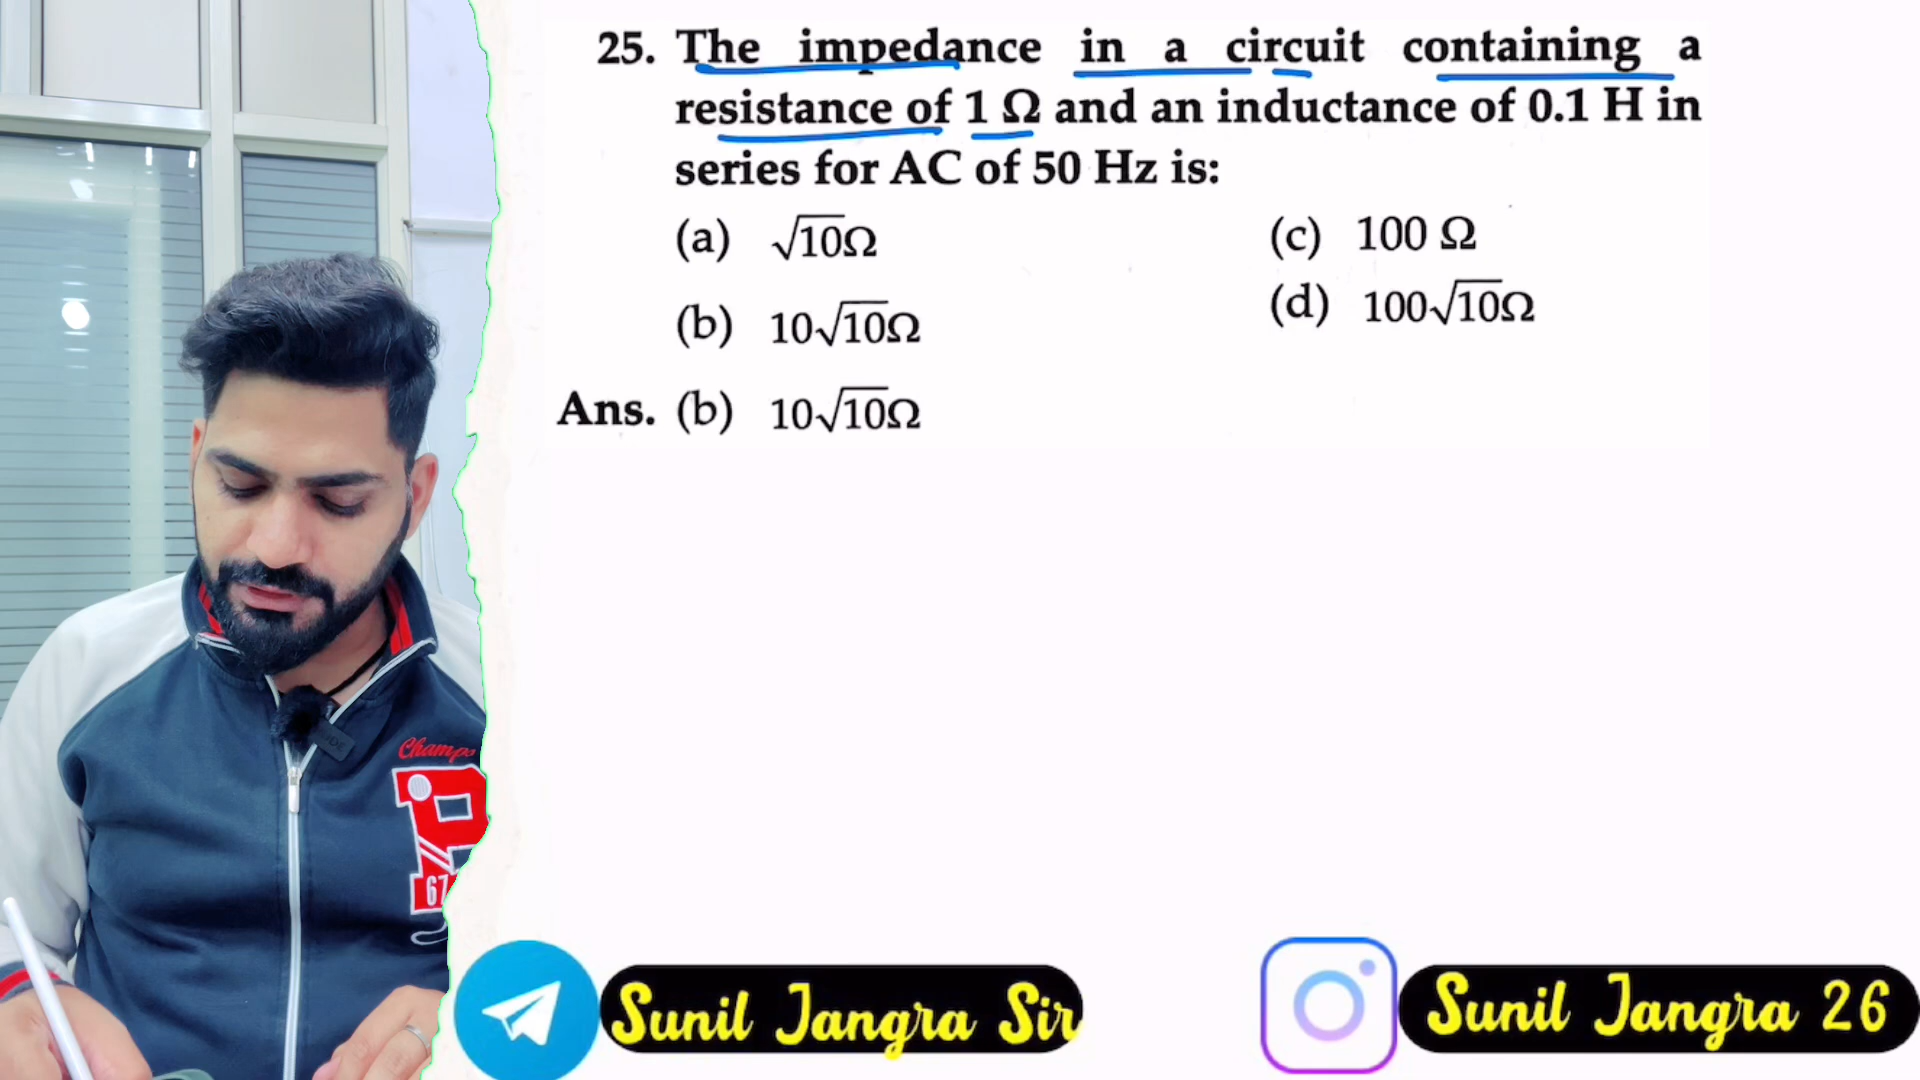 25. The impedance in a circuit containing a
resistance of 1 Ω and an inductance of 0.1 H in
series for AC of 50 Hz is:
(a) √10Ω
(b) 10√10Ω
(c) 100 Ω
(d) 100√10Ω
Ans. (b) 10√10Ω
Champs
67
Sunil Jangra Sir
Sunil Jangra 26